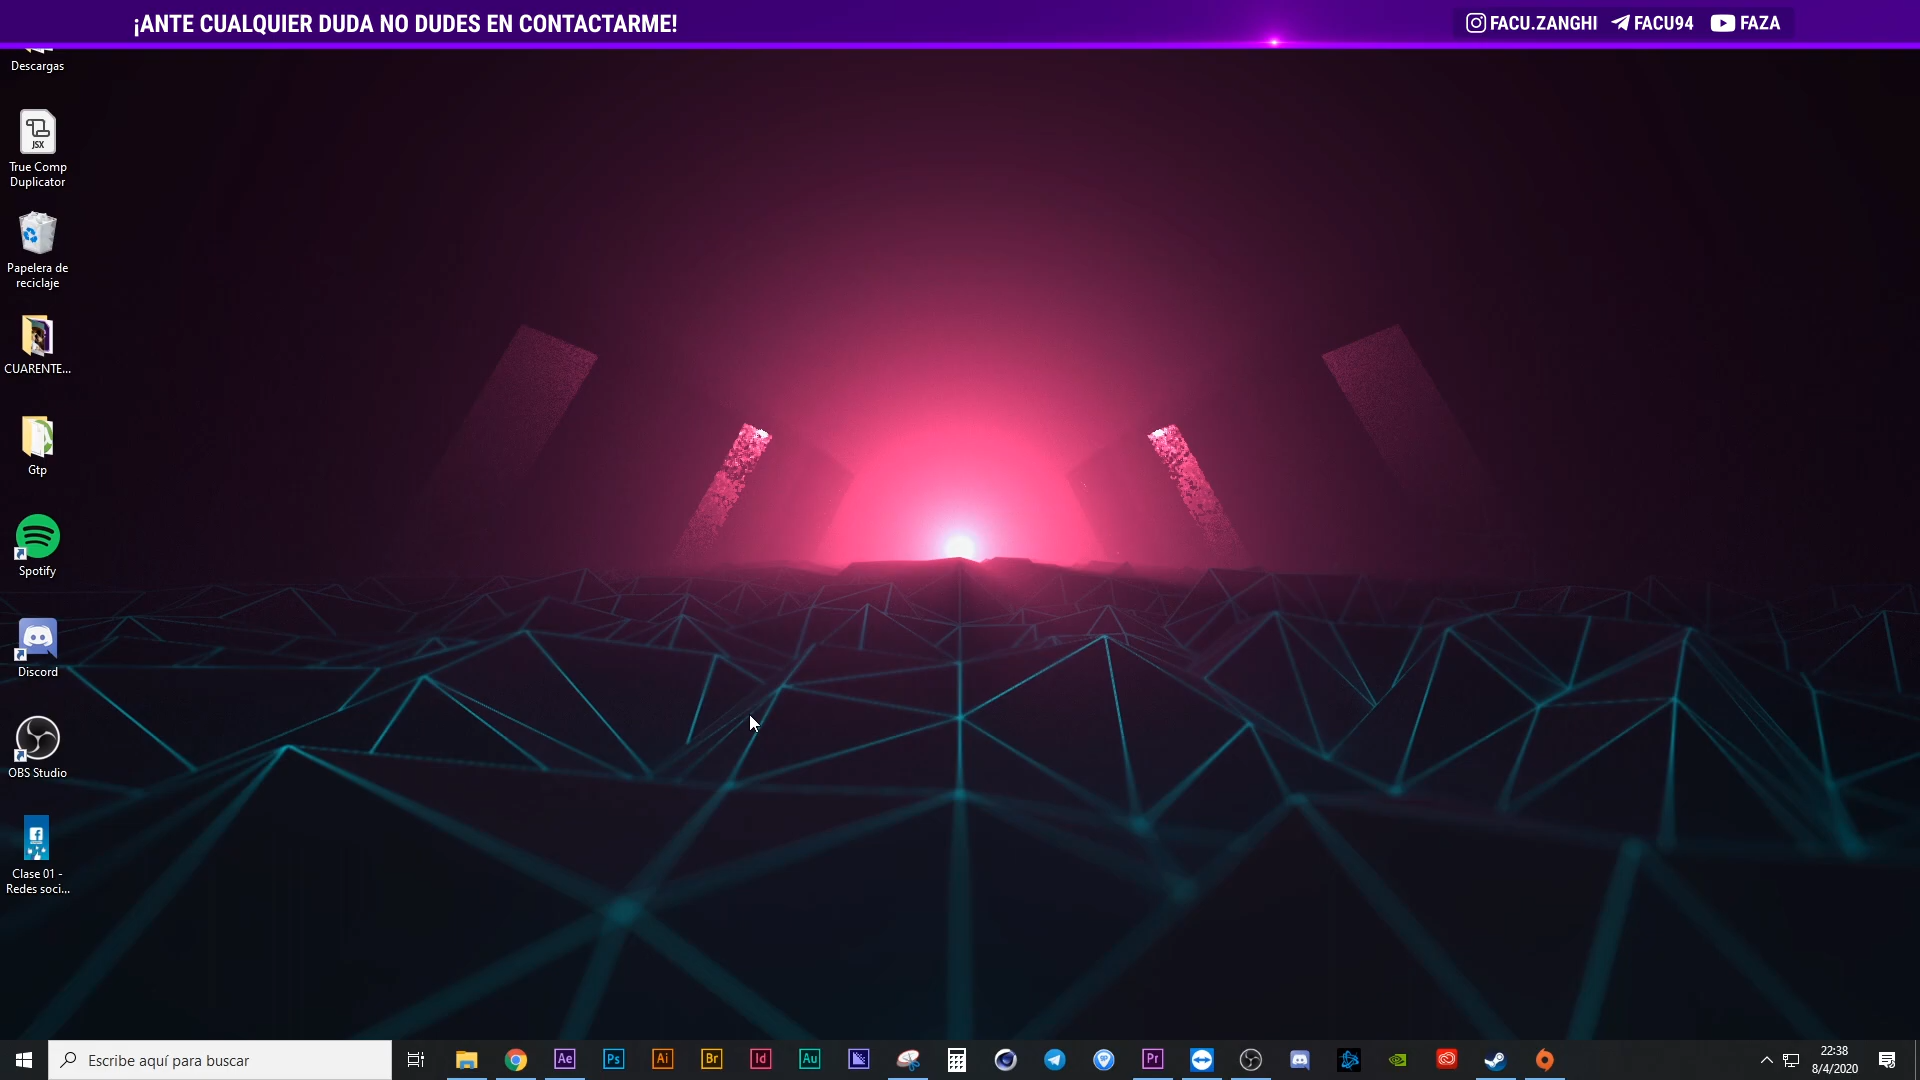 ¡ANTE CUALQUIER DUDA NO DUDES EN CONTACTARME!
FACU.ZANGHI FACU94 FAZA
Descargas
JSX
True Comp
Duplicator
Papelera de
reciclaje
CUARENTE...
Gtp
Spotify
Discord
OBS Studio
Clase 01 -
Redes soci...
Escribe aquí para buscar
Ae
Ps
Ai
Br
Id
Au
Pr
22:38
8/4/2020